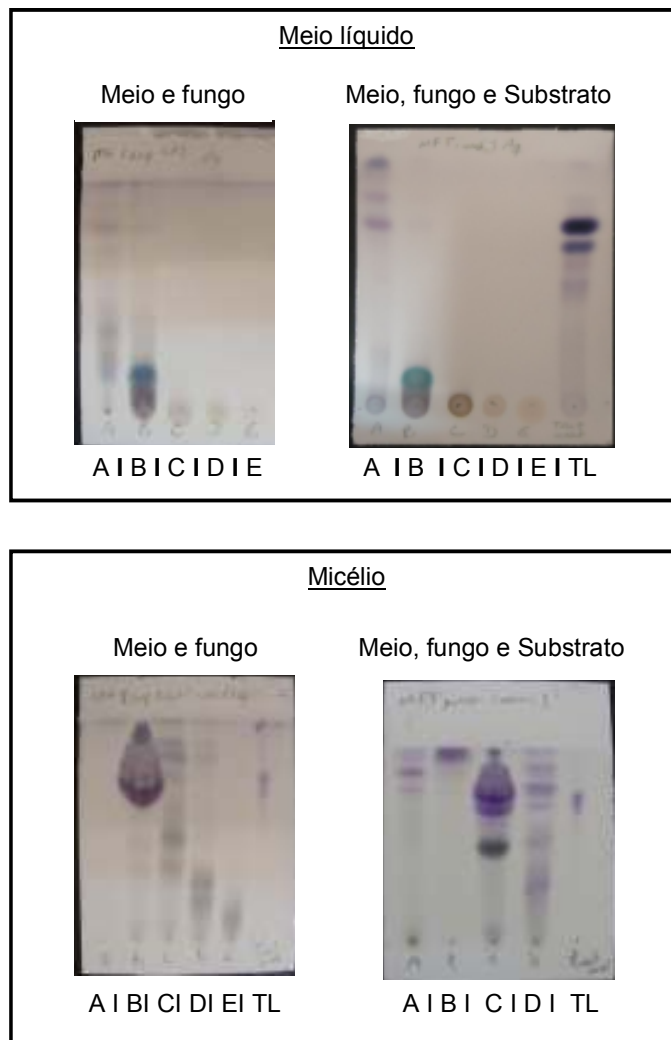 Meio líquido
Meio e fungo
Meio, fungo e Substrato
A I B I C I D I E
A I B I C I D I E I TL
Micélio
Meio e fungo
Meio, fungo e Substrato
A I BI CI DI EI TL
A I B I C I D I TL